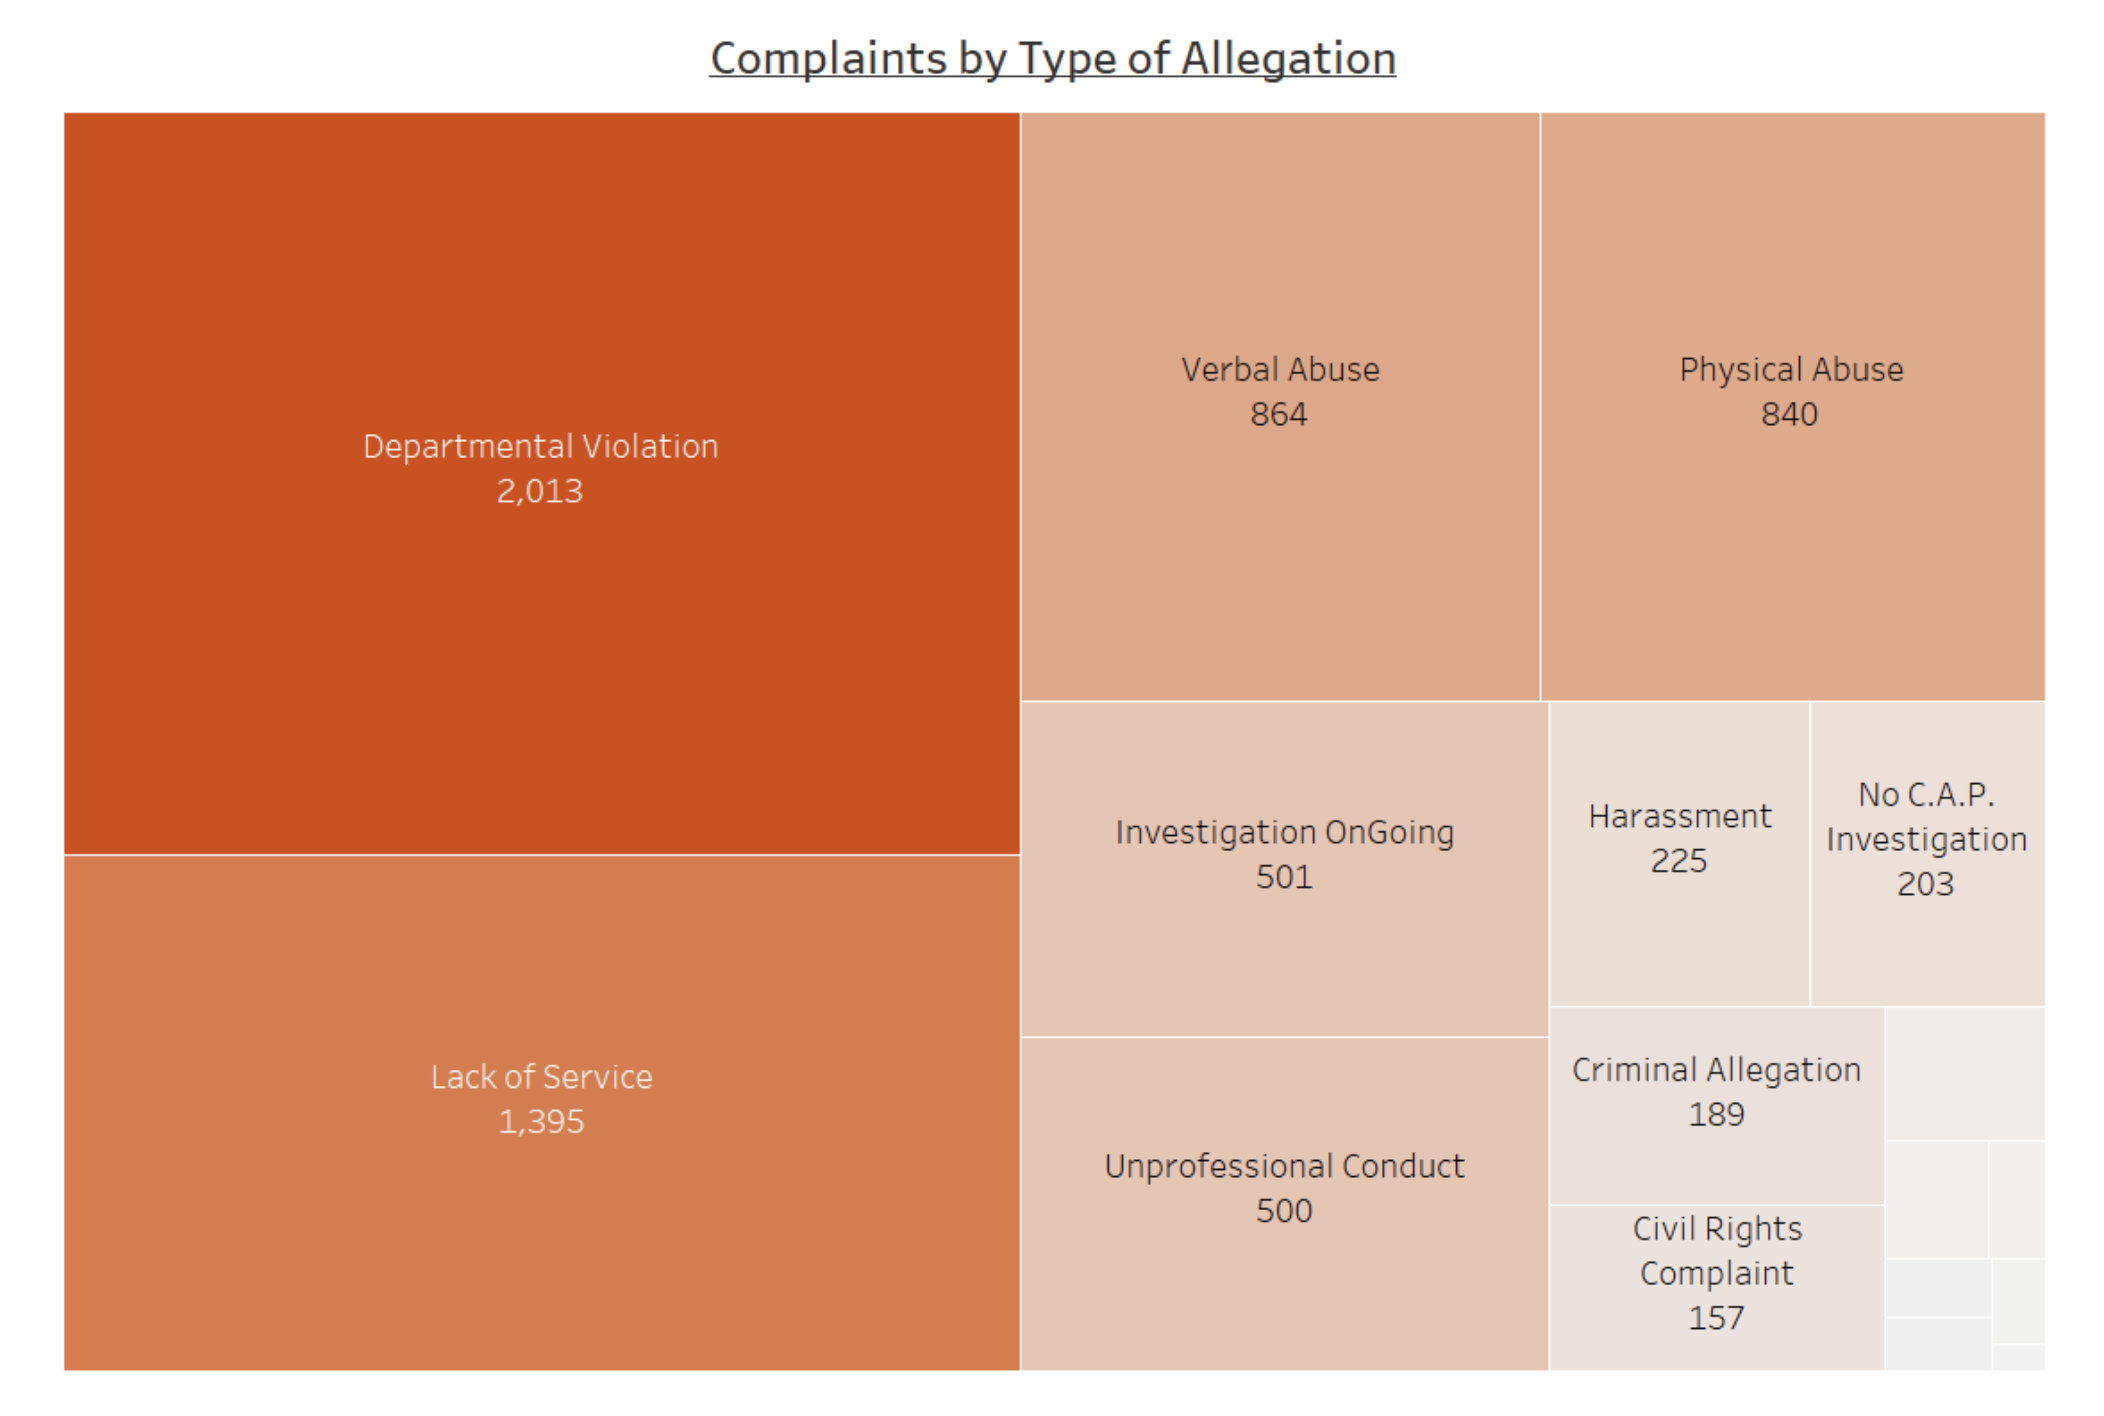 Complaints by Type of Allegation
Departmental Violation
2,013
Lack of Service
1,395
Verbal Abuse
864
Physical Abuse
840
Investigation OnGoing
501
Unprofessional Conduct
500
Harassment
225
No C.A.P.
Investigation
203
Criminal Allegation
189
Civil Rights
Complaint
157